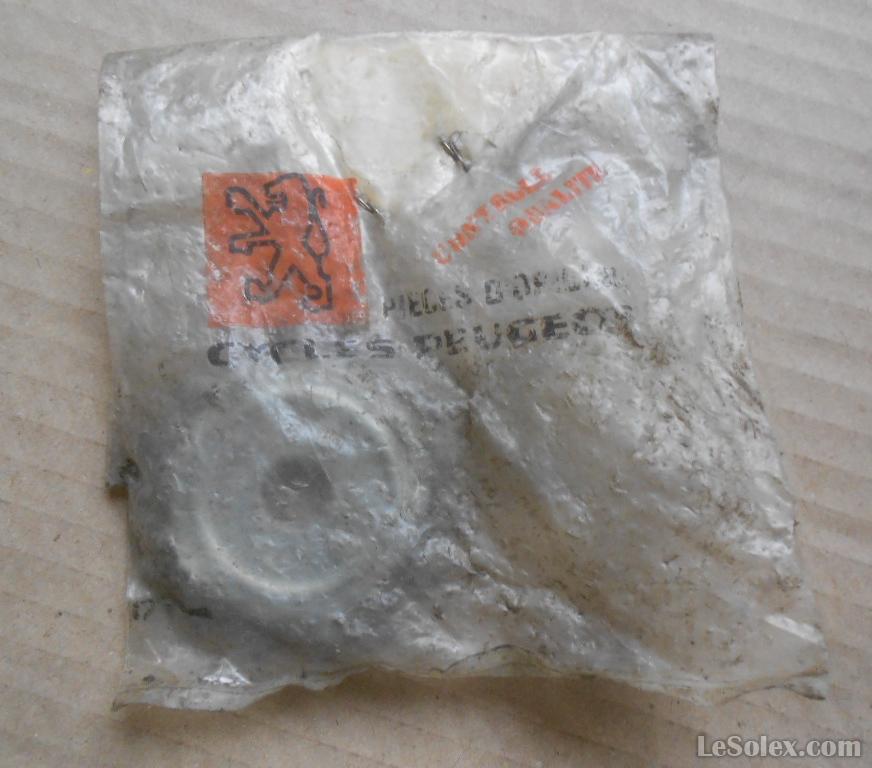 CONTROLE
QUALITE
PIECES D'ORIGINE
CYCLES PEUGEOT
LeSolex.com